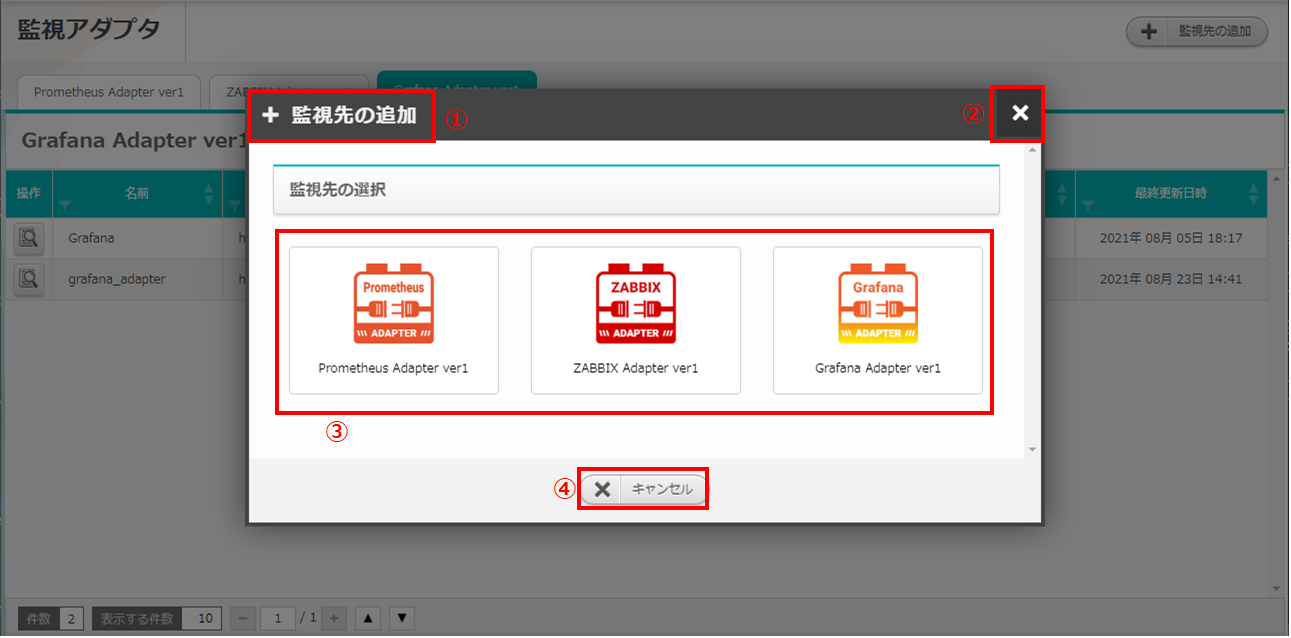 監視アダプタ
監視先の追加
Prometheus Adapter ver1
Grafana Adapter ver1
+ 監視先の追加 ①
② ×
監視先の選択
操作 名前 最終更新日時
Grafana 2021年 08月 05日 18:17
grafana_adapter 2021年 08月 23日 14:41
Prometheus
ADAPTER
Prometheus Adapter ver1
ZABBIX
ADAPTER
ZABBIX Adapter ver1
Grafana
ADAPTER
Grafana Adapter ver1
③
④ キャンセル
件数 2 表示する件数 10 − 1 / 1 + ▲ ▼